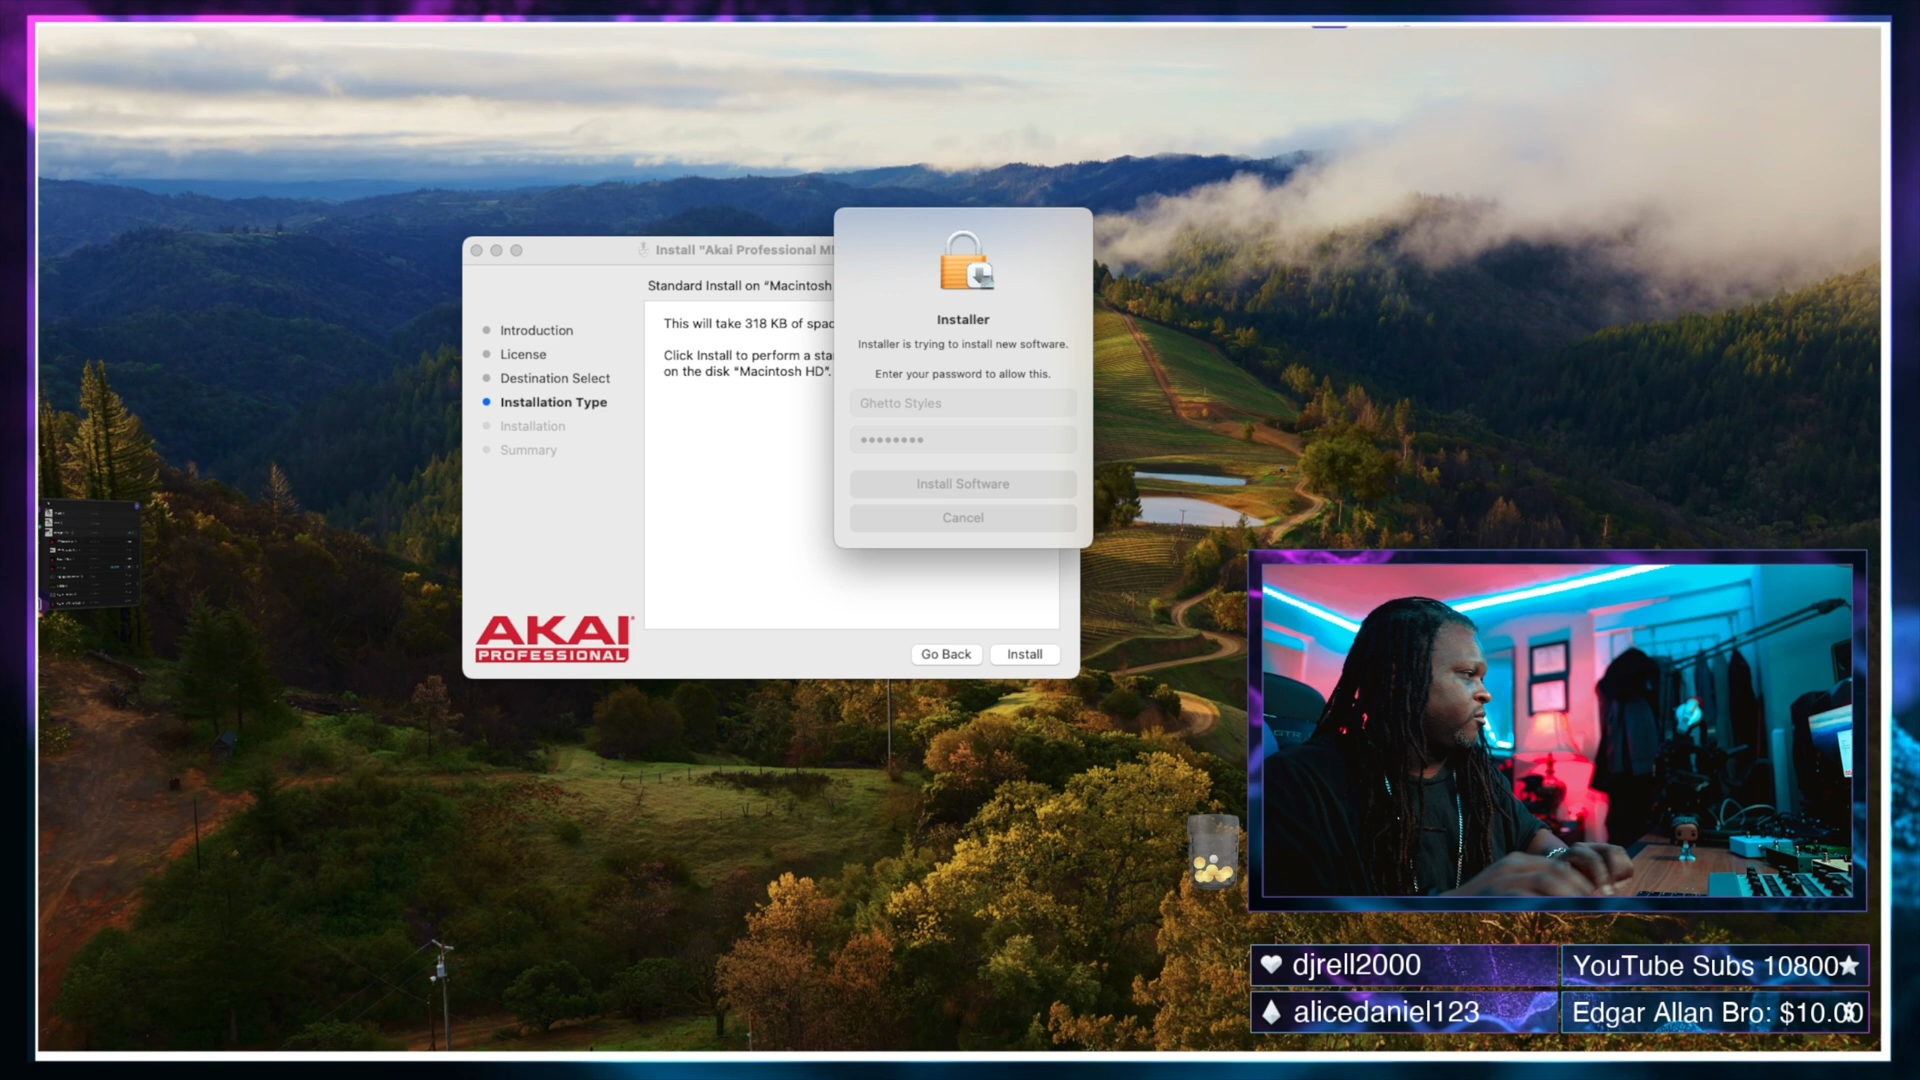 Install "Akai Professional M
Standard Install on “Macintosh
Introduction
License
Destination Select
Installation Type
Installation
Summary
This will take 318 KB of spac
Click Install to perform a sta
on the disk “Macintosh HD”.
AKAI
PROFESSIONAL
Go Back
Install
Installer
Installer is trying to install new software.
Enter your password to allow this.
Ghetto Styles
Install Software
Cancel
GTR
djrell2000
YouTube Subs 10800
alicedaniel123
Edgar Allan Bro: $10.00